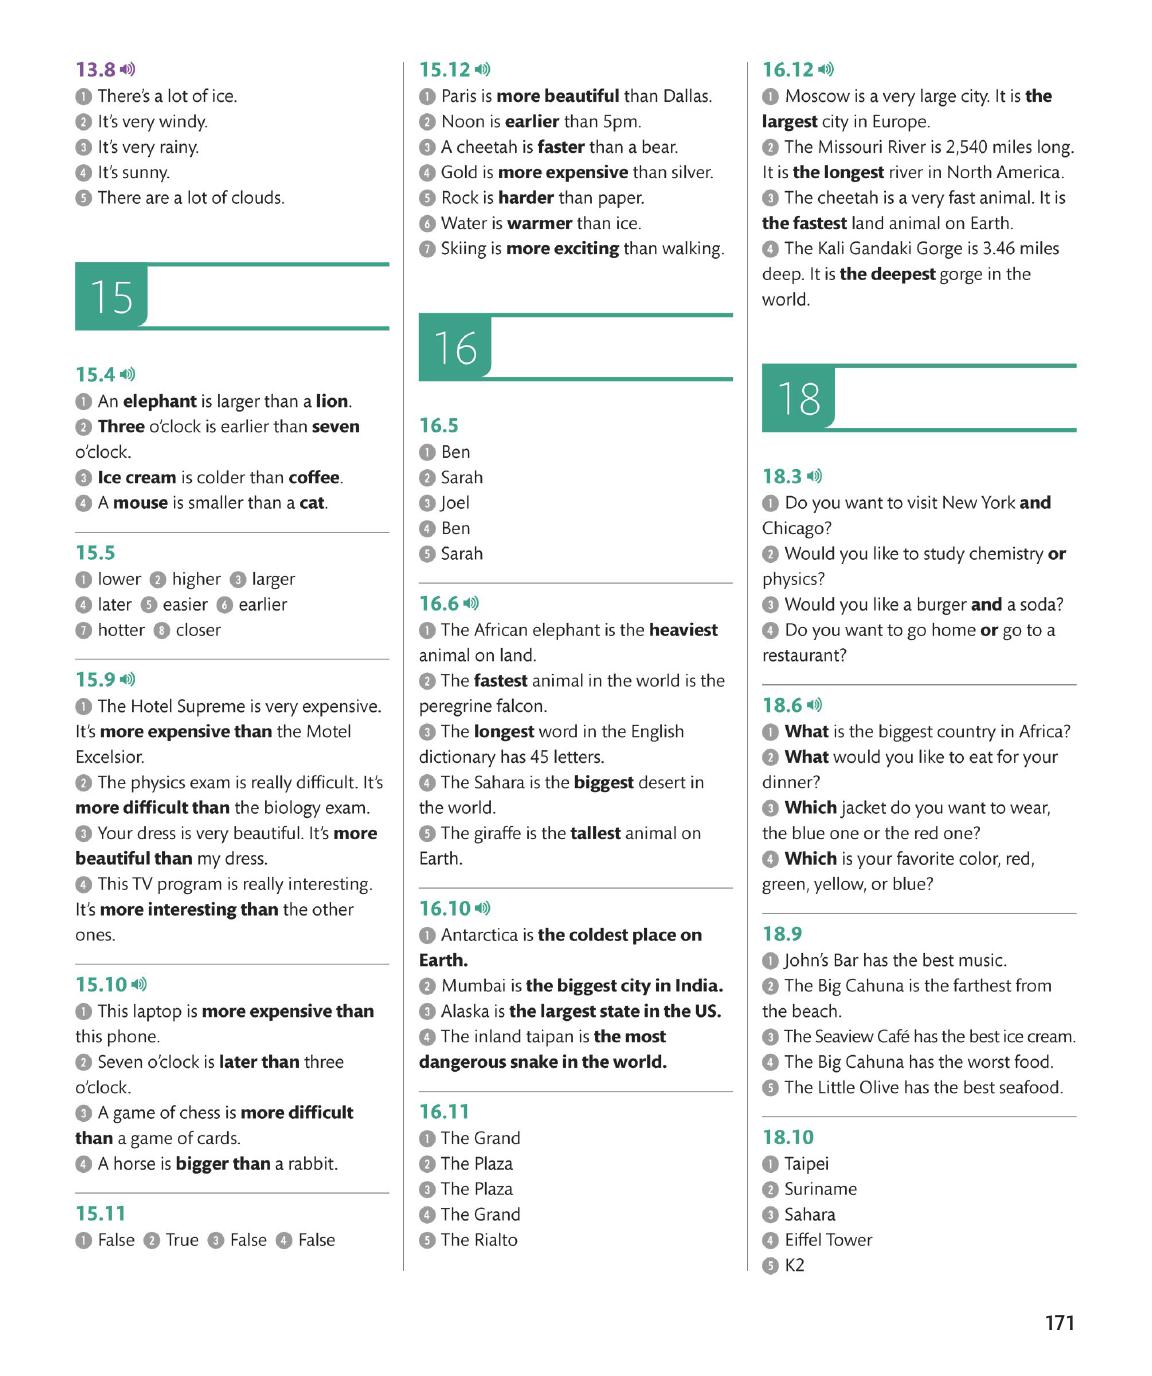 13.8
1 There's a lot of ice.
2 It's very windy.
3 It's very rainy.
4 It's sunny.
5 There are a lot of clouds.
15
15.4
1 An elephant is larger than a lion.
2 Three o'clock is earlier than seven
o'clock.
3 Ice cream is colder than coffee.
4 A mouse is smaller than a cat.
15.5
1 lower 2 higher 3 larger
4 later 5 easier 6 earlier
7 hotter 8 closer
15.9
1 The Hotel Supreme is very expensive.
It's more expensive than the Motel
Excelsior.
2 The physics exam is really difficult. It's
more difficult than the biology exam.
3 Your dress is very beautiful. It's more
beautiful than my dress.
4 This TV program is really interesting.
It's more interesting than the other
ones.
15.10
1 This laptop is more expensive than
this phone.
2 Seven o'clock is later than three
o'clock.
3 A game of chess is more difficult
than a game of cards.
4 A horse is bigger than a rabbit.
15.11
1 False 2 True 3 False 4 False
15.12
1 Paris is more beautiful than Dallas.
2 Noon is earlier than 5pm.
3 A cheetah is faster than a bear.
4 Gold is more expensive than silver.
5 Rock is harder than paper.
6 Water is warmer than ice.
7 Skiing is more exciting than walking.
16
16.5
1 Ben
2 Sarah
3 Joel
4 Ben
5 Sarah
16.6
1 The African elephant is the heaviest
animal on land.
2 The fastest animal in the world is the
peregrine falcon.
3 The longest word in the English
dictionary has 45 letters.
4 The Sahara is the biggest desert in
the world.
5 The giraffe is the tallest animal on
Earth.
16.10
1 Antarctica is the coldest place on
Earth.
2 Mumbai is the biggest city in India.
3 Alaska is the largest state in the US.
4 The inland taipan is the most
dangerous snake in the world.
16.11
1 The Grand
2 The Plaza
3 The Plaza
4 The Grand
5 The Rialto
16.12
1 Moscow is a very large city. It is the
largest city in Europe.
2 The Missouri River is 2,540 miles long.
It is the longest river in North America.
3 The cheetah is a very fast animal. It is
the fastest land animal on Earth.
4 The Kali Gandaki Gorge is 3.46 miles
deep. It is the deepest gorge in the
world.
18
18.3
1 Do you want to visit New York and
Chicago?
2 Would you like to study chemistry or
physics?
3 Would you like a burger and a soda?
4 Do you want to go home or go to a
restaurant?
18.6
1 What is the biggest country in Africa?
2 What would you like to eat for your
dinner?
3 Which jacket do you want to wear,
the blue one or the red one?
4 Which is your favorite color, red,
green, yellow, or blue?
18.9
1 John's Bar has the best music.
2 The Big Cahuna is the farthest from
the beach.
3 The Seaview Café has the best ice cream.
4 The Big Cahuna has the worst food.
5 The Little Olive has the best seafood.
18.10
1 Taipei
2 Suriname
3 Sahara
4 Eiffel Tower
5 K2
171